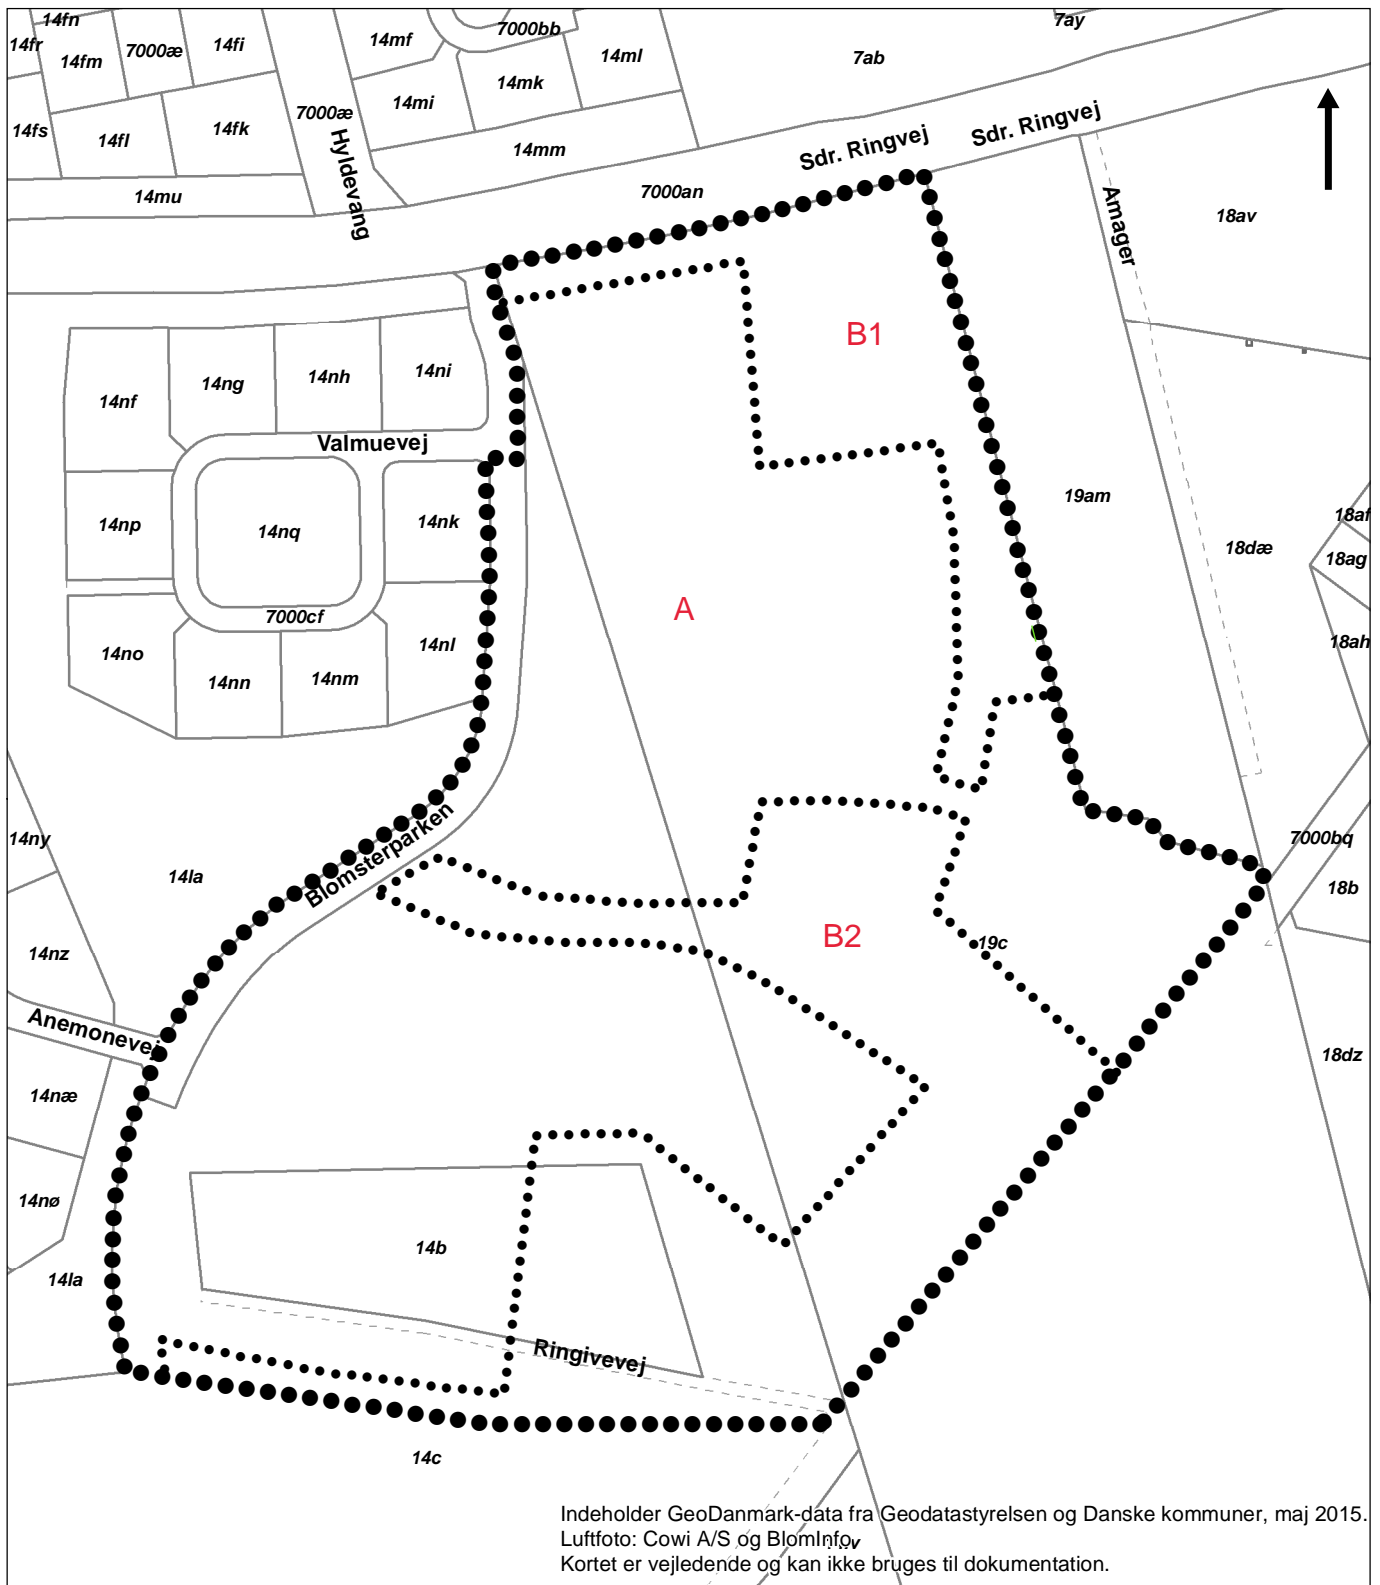 14fn
7000bb
7ay
14fr
14fm
7000æ
14fi
14mf
14ml
7ab
14mk
14mi
7000æ
14fs
14fl
14fk
14mm
Sdr. Ringvej
Sdr. Ringvej
Hyldevang
14mu
7000an
Amager
18av
B1
14nf
14ng
14nh
14ni
Valmuevej
19am
18af
14np
14nq
14nk
18dæ
18ag
A
7000cf
18ah
14no
14nn
14nm
14nl
14ny
Blomsterparken
14la
7000bq
18b
14nz
B2
19c
Anemonevej
18dz
14næ
14nø
14b
14la
Ringivevej
14c
Indeholder GeoDanmark-data fra Geodatastyrelsen og Danske kommuner, maj 2015.
Luftfoto: Cowi A/S og BlomInfo.
Kortet er vejledende og kan ikke bruges til dokumentation.